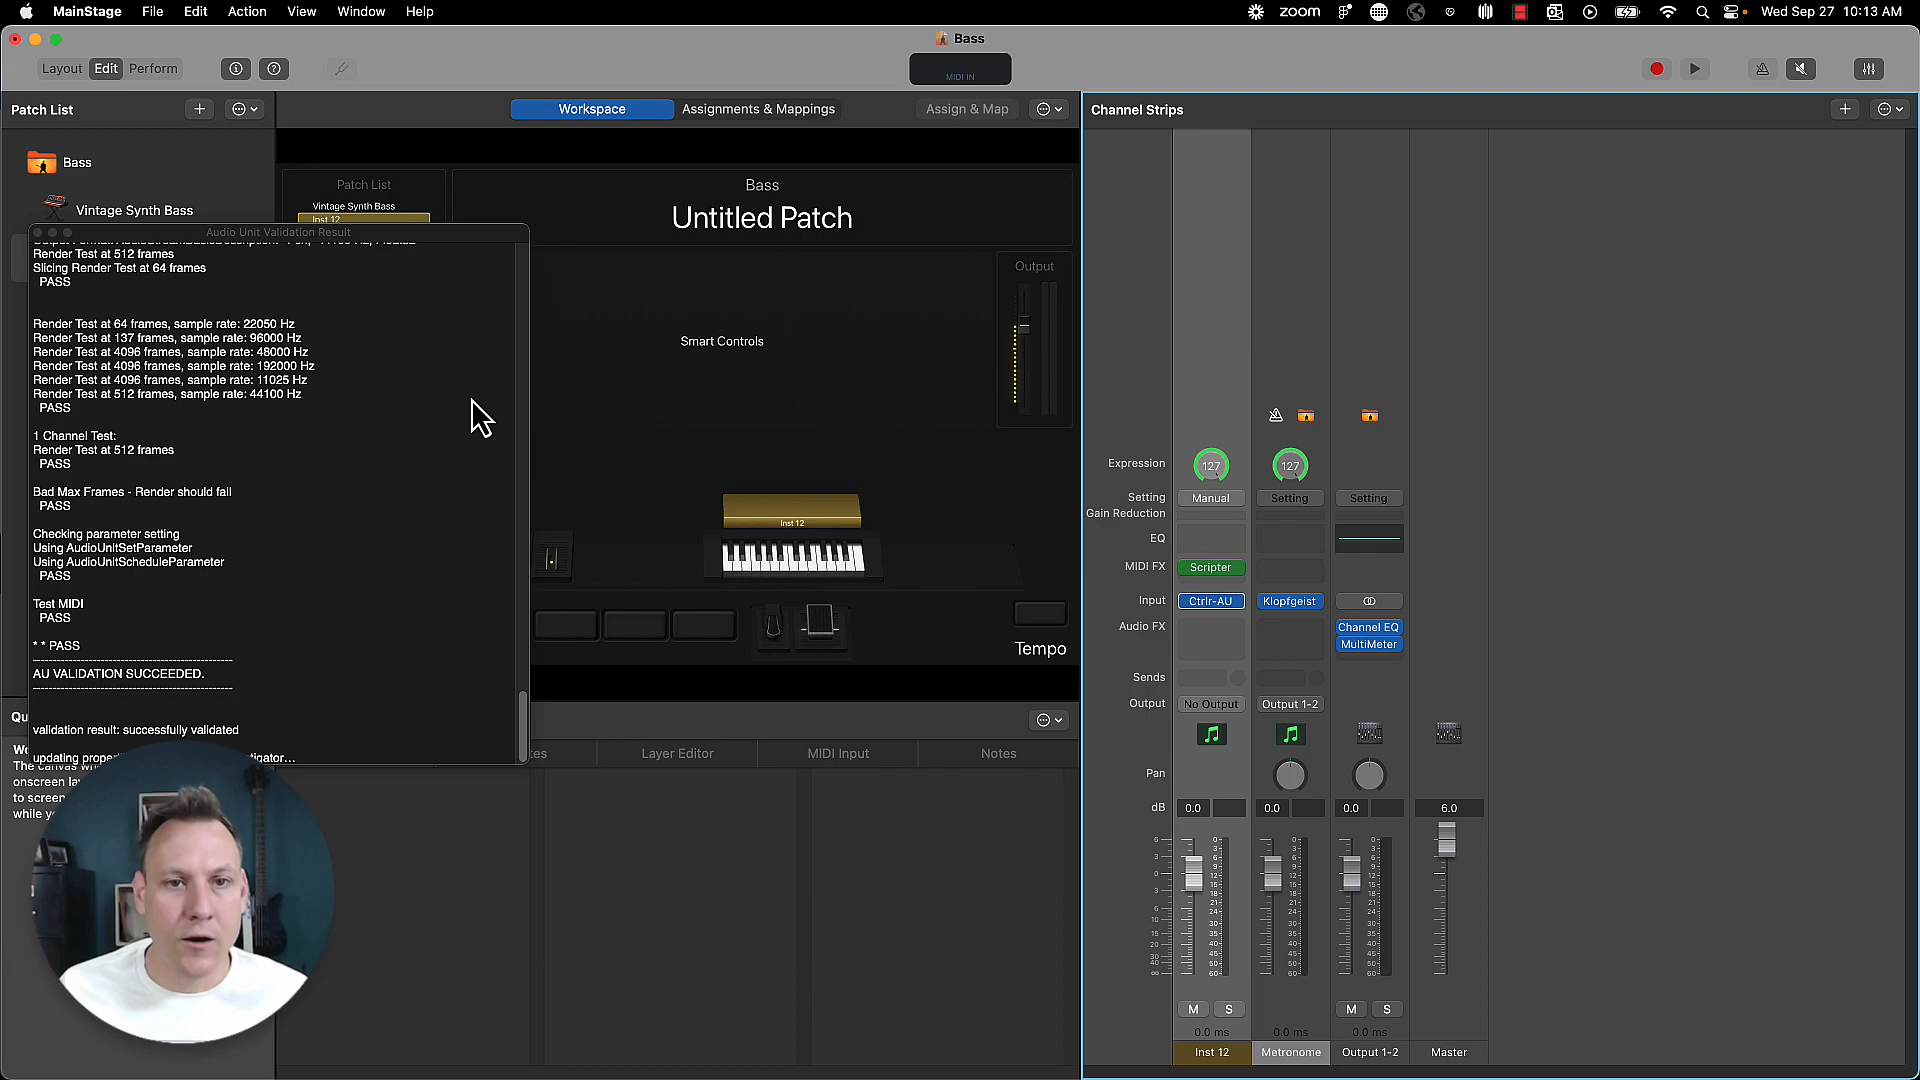 MainStage File Edit Action View Window Help
zoom
Wed Sep 27 10:13 AM
Bass
Layout Edit Perform
MIDI IN
Patch List
Workspace
Assignments & Mappings
Assign & Map
Channel Strips
Bass
Vintage Synth Bass
Patch List
Vintage Synth Bass
Inst 12
Bass
Untitled Patch
Output
Smart Controls
Inst 12
Tempo
Audio Unit Validation Result
Render Test at 512 frames
Slicing Render Test at 64 frames
PASS
Render Test at 64 frames, sample rate: 22050 Hz
Render Test at 137 frames, sample rate: 96000 Hz
Render Test at 4096 frames, sample rate: 48000 Hz
Render Test at 4096 frames, sample rate: 192000 Hz
Render Test at 4096 frames, sample rate: 11025 Hz
Render Test at 512 frames, sample rate: 44100 Hz
PASS
1 Channel Test:
Render Test at 512 frames
PASS
Bad Max Frames - Render should fail
PASS
Checking parameter setting
Using AudioUnitSetParameter
Using AudioUnitScheduleParameter
PASS
Test MIDI
PASS
* * PASS
--------------------------------------------------
AU VALIDATION SUCCEEDED.
--------------------------------------------------
validation result: successfully validated
updating
Layer Editor
MIDI Input
Notes
The canvas
onscreen
to screen
while
Expression 127 127
Setting Manual Setting Setting
Gain Reduction
EQ
MIDI FX Scripter
Input Ctrlr-AU Klopfgeist
Audio FX Channel EQ
MultiMeter
Sends
Output No Output Output 1-2
Pan
dB 0.0 0.0 0.0 6.0
M S M S
0.0 ms 0.0 ms 0.0 ms
Inst 12 Metronome Output 1-2 Master